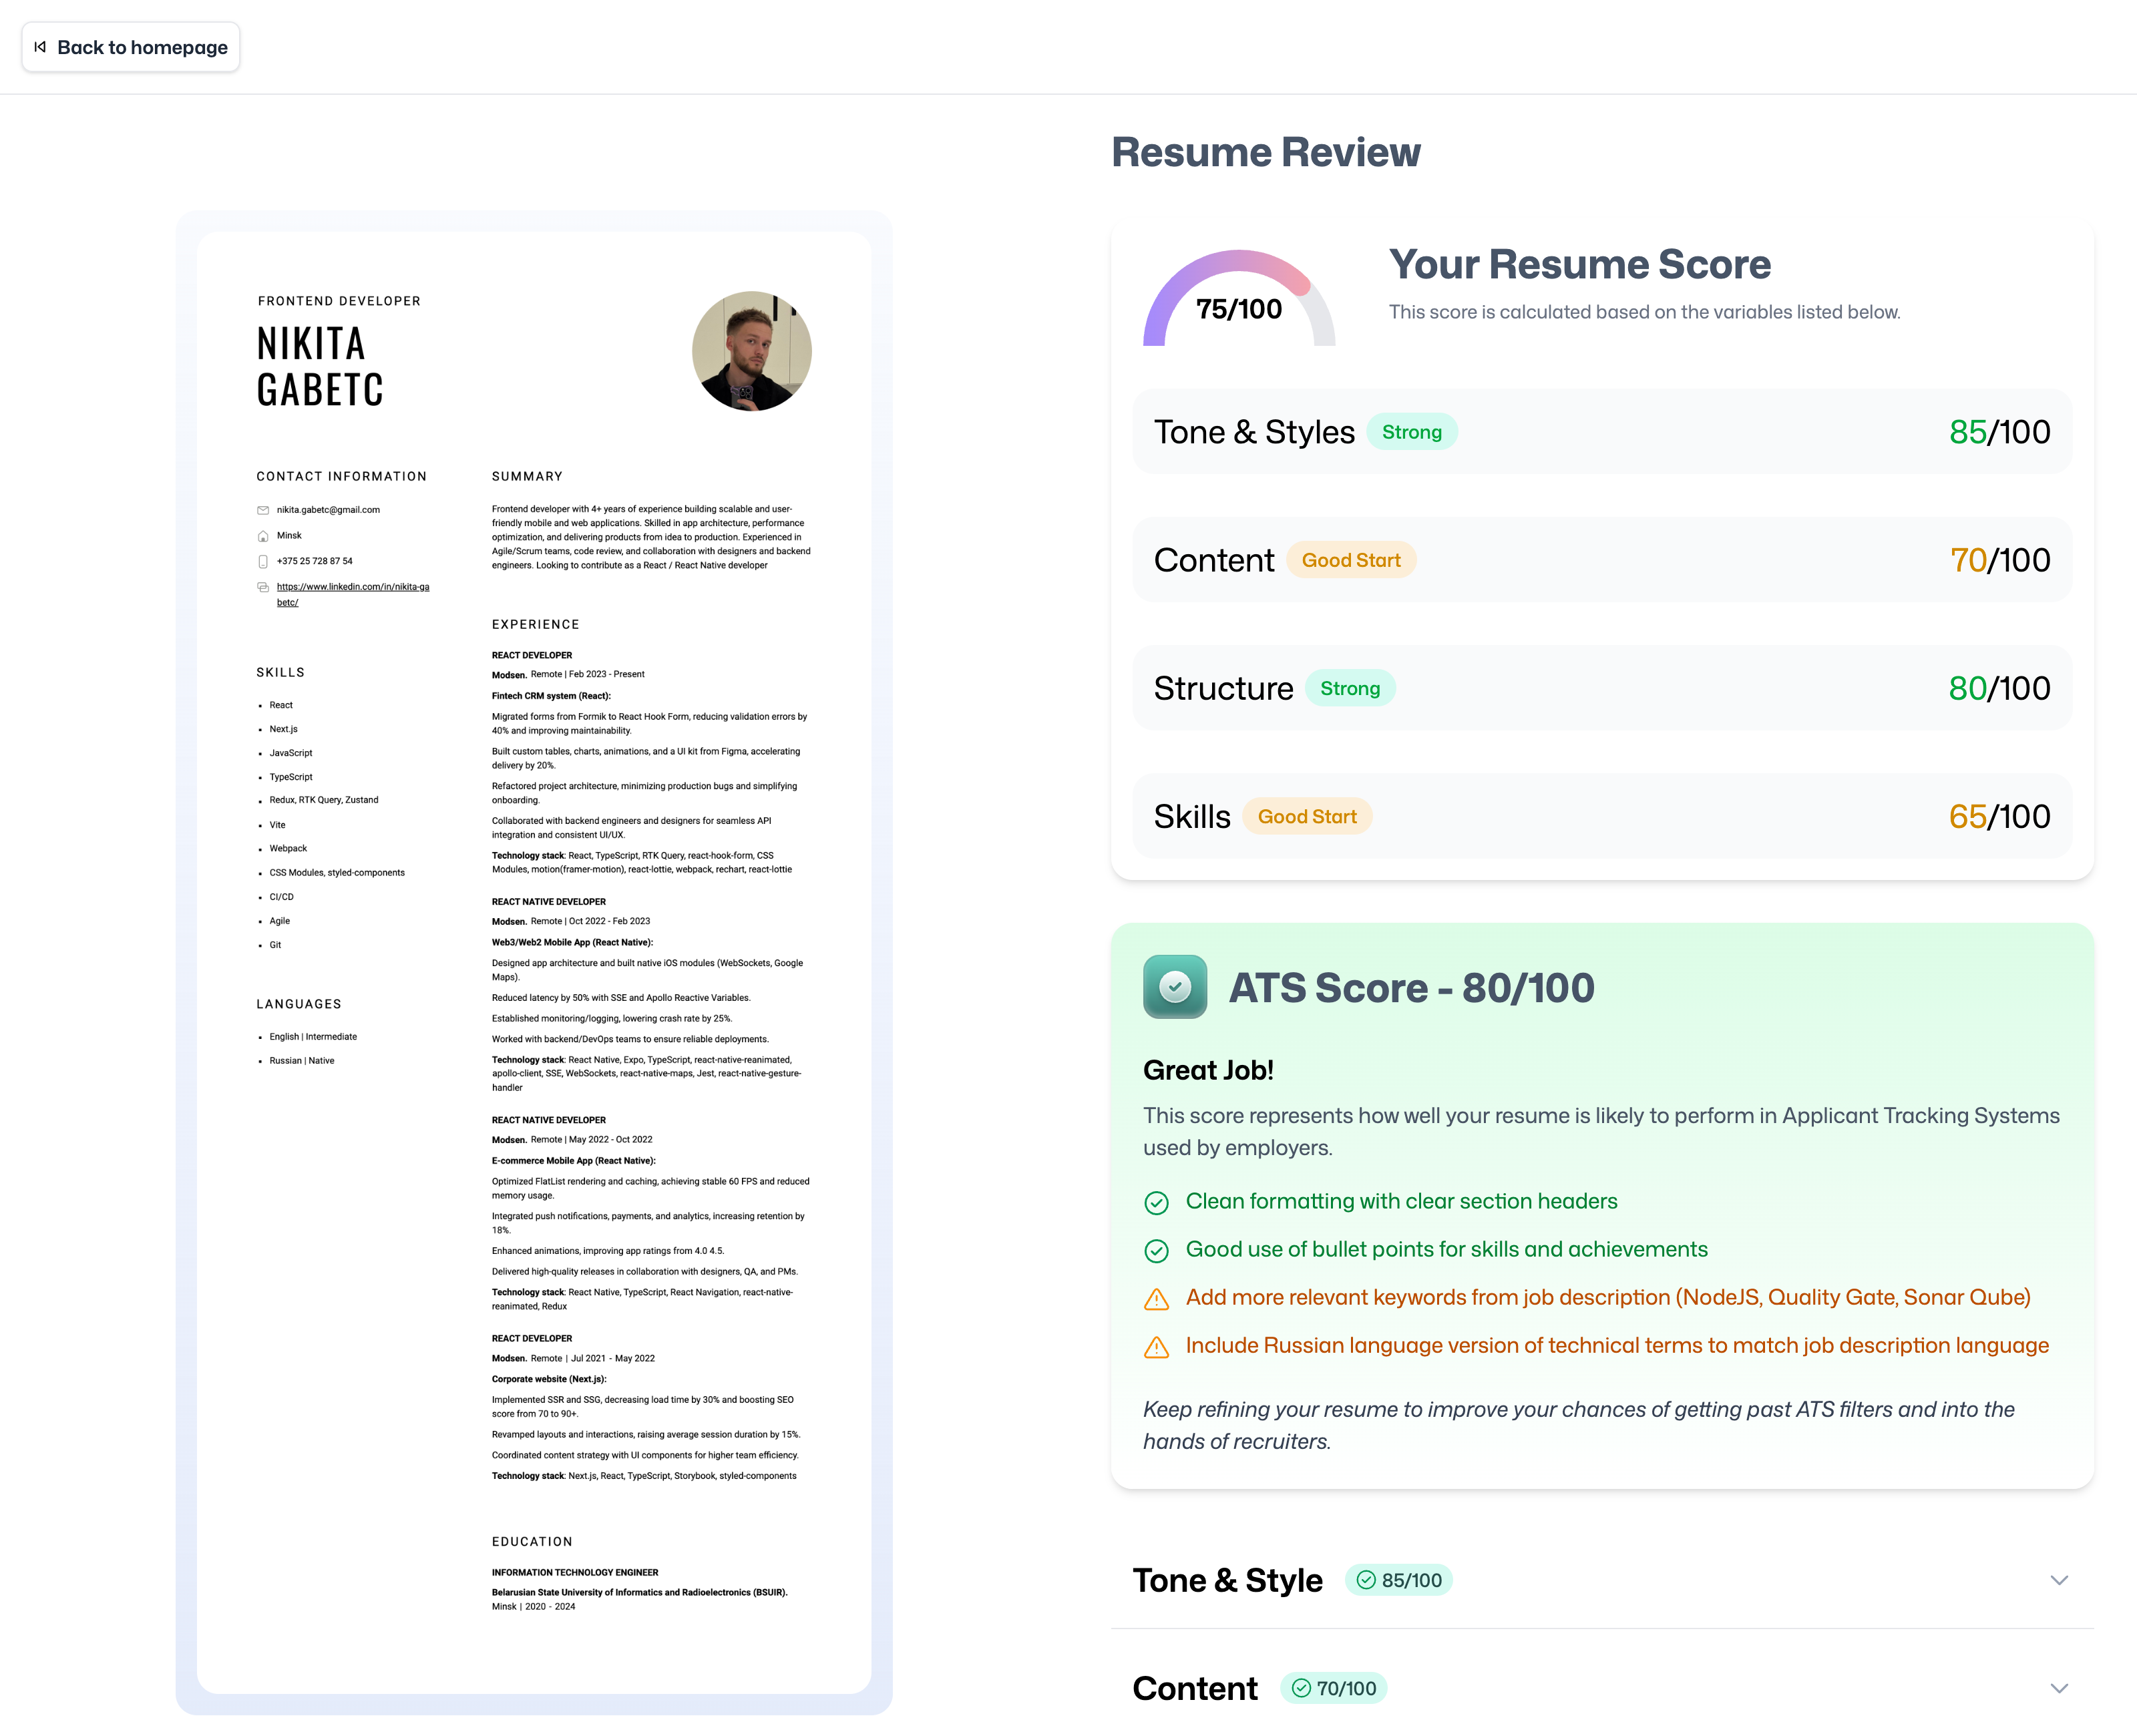 Back to homepage
FRONTEND DEVELOPER
NIKITA
GABETC
CONTACT INFORMATION
nikita.gabetc@gmail.com
Minsk
+375 25 728 87 54
https://www.linkedin.com/in/nikita-ga
betc/
SKILLS
React
Next.js
JavaScript
TypeScript
Redux, RTK Query, Zustand
Vite
Webpack
CSS Modules, styled-components
CI/CD
Agile
Git
LANGUAGES
English | Intermediate
Russian | Native
SUMMARY
Frontend developer with 4+ years of experience building scalable and user-
friendly mobile and web applications. Skilled in app architecture, performance
optimization, and delivering products from idea to production. Experienced in
Agile/Scrum teams, code review, and collaboration with designers and backend
engineers. Looking to contribute as a React / React Native developer
EXPERIENCE
REACT DEVELOPER
Modsen. Remote | Feb 2023 - Present
Fintech CRM system (React):
Migrated forms from Formik to React Hook Form, reducing validation errors by
40% and improving maintainability.
Built custom tables, charts, animations, and a UI kit from Figma, accelerating
delivery by 20%.
Refactored project architecture, minimizing production bugs and simplifying
onboarding.
Collaborated with backend engineers and designers for seamless API
integration and consistent UI/UX.
Technology stack: React, TypeScript, RTK Query, react-hook-form, CSS
Modules, motion(framer-motion), react-lottie, webpack, rechart, react-lottie
REACT NATIVE DEVELOPER
Modsen. Remote | Oct 2022 - Feb 2023
Web3/Web2 Mobile App (React Native):
Designed app architecture and built native iOS modules (WebSockets, Google
Maps).
Reduced latency by 50% with SSE and Apollo Reactive Variables.
Established monitoring/logging, lowering crash rate by 25%.
Worked with backend/DevOps teams to ensure reliable deployments.
Technology stack: React Native, Expo, TypeScript, react-native-reanimated,
apollo-client, SSE, WebSockets, react-native-maps, Jest, react-native-gesture-
handler
REACT NATIVE DEVELOPER
Modsen. Remote | May 2022 - Oct 2022
E-commerce Mobile App (React Native):
Optimized FlatList rendering and caching, achieving stable 60 FPS and reduced
memory usage.
Integrated push notifications, payments, and analytics, increasing retention by
18%.
Enhanced animations, improving app ratings from 4.0 4.5.
Delivered high-quality releases in collaboration with designers, QA, and PMs.
Technology stack: React Native, TypeScript, React Navigation, react-native-
reanimated, Redux
REACT DEVELOPER
Modsen. Remote | Jul 2021 - May 2022
Corporate website (Next.js):
Implemented SSR and SSG, decreasing load time by 30% and boosting SEO
score from 70 to 90+.
Revamped layouts and interactions, raising average session duration by 15%.
Coordinated content strategy with UI components for higher team efficiency.
Technology stack: Next.js, React, TypeScript, Storybook, styled-components
EDUCATION
INFORMATION TECHNOLOGY ENGINEER
Belarusian State University of Informatics and Radioelectronics (BSUIR).
Minsk | 2020 - 2024
Resume Review
75/100
Your Resume Score
This score is calculated based on the variables listed below.
Tone & Styles Strong 85/100
Content Good Start 70/100
Structure Strong 80/100
Skills Good Start 65/100
ATS Score - 80/100
Great Job!
This score represents how well your resume is likely to perform in Applicant Tracking Systems
used by employers.
Clean formatting with clear section headers
Good use of bullet points for skills and achievements
Add more relevant keywords from job description (NodeJS, Quality Gate, Sonar Qube)
Include Russian language version of technical terms to match job description language
Keep refining your resume to improve your chances of getting past ATS filters and into the
hands of recruiters.
Tone & Style 85/100
Content 70/100